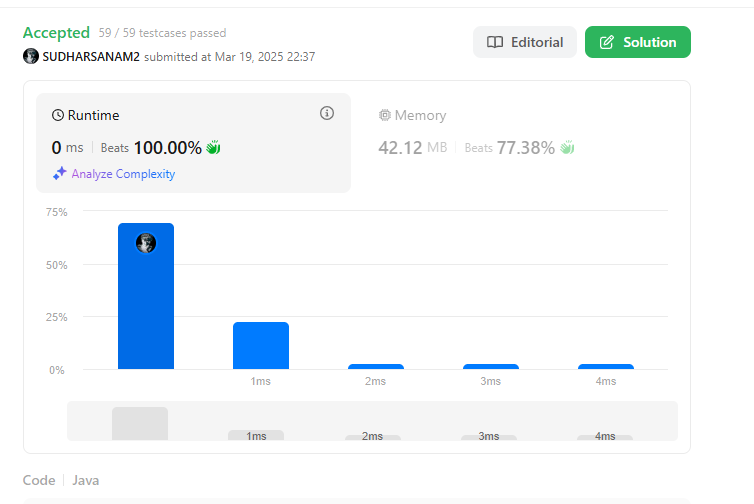 Accepted 59 / 59 testcases passed
Editorial
Solution
SUDHARSANAM2 submitted at Mar 19, 2025 22:37
Runtime
Memory
0 ms | Beats 100.00%
42.12 MB | Beats 77.38%
Analyze Complexity
75%
50%
25%
0%
1ms 2ms 3ms 4ms
1ms 2ms 3ms 4ms
Code | Java